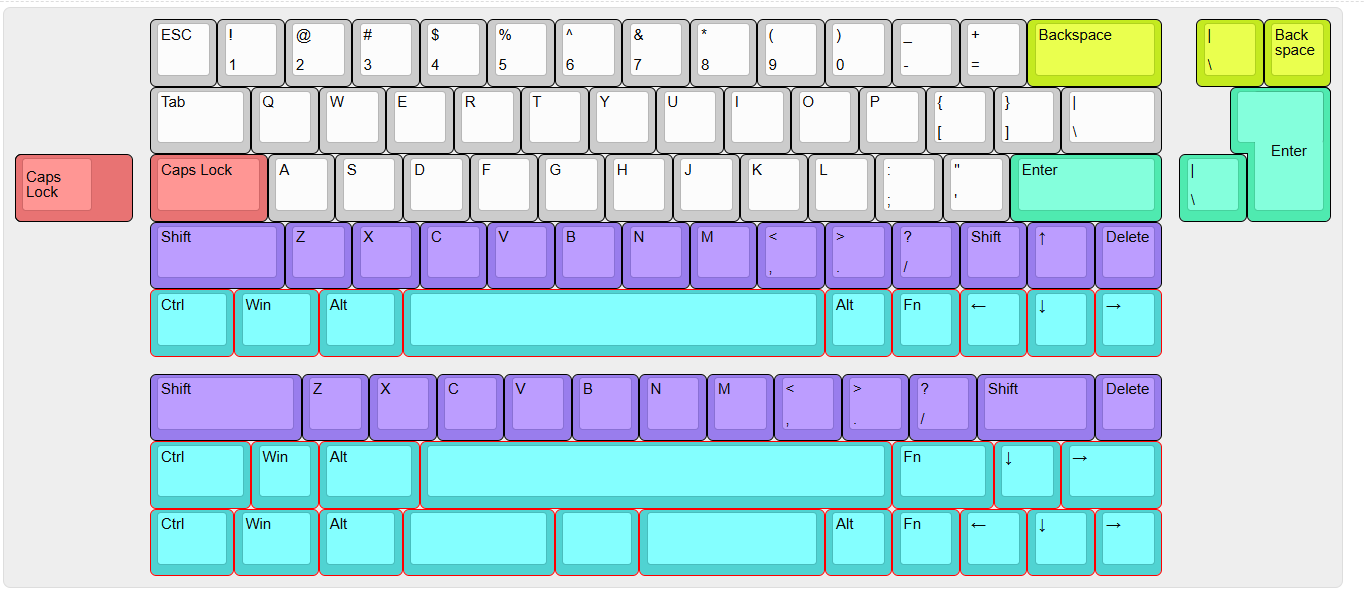 ESC ! @ # $ % ^ & * ( ) _ + Backspace | Back
1 2 3 4 5 6 7 8 9 0 - = \ space
Tab Q W E R T Y U I O P { } |
[ ] \
Caps Lock Caps Lock A S D F G H J K L : " Enter | Enter
; ' \
Shift Z X C V B N M < > ? Shift ↑ Delete
, . /
Ctrl Win Alt Alt Fn ← ↓ →
Shift Z X C V B N M < > ? Shift Delete
, . /
Ctrl Win Alt Fn ↓ →
Ctrl Win Alt Alt Fn ← ↓ →